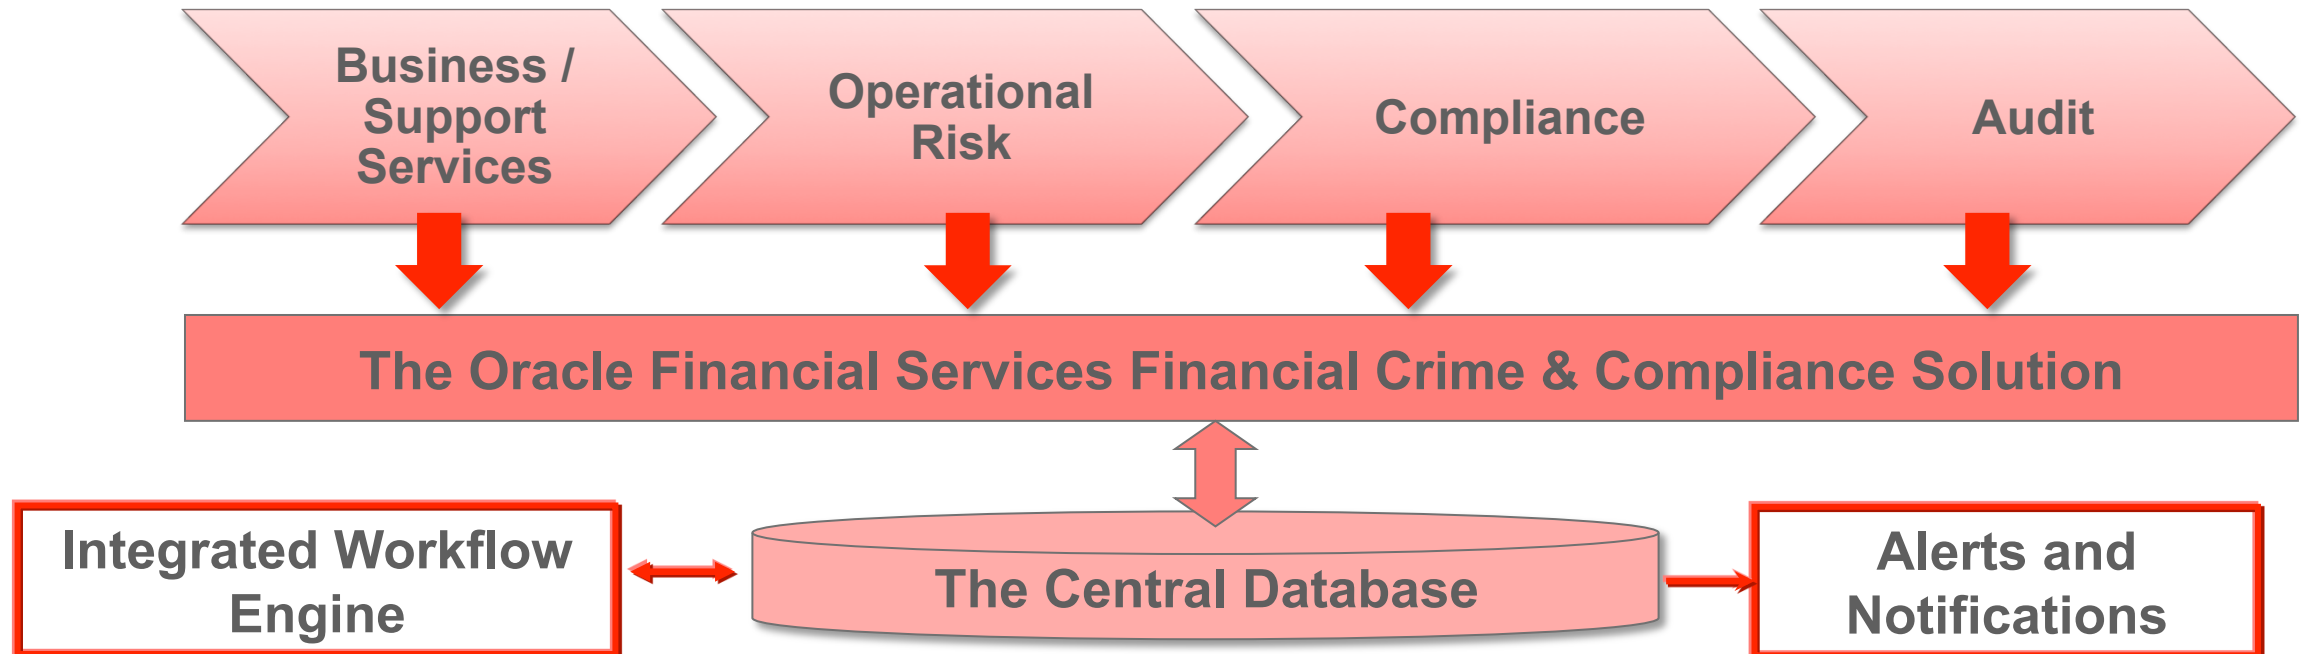 Business /
Support
Services
Operational
Risk
Compliance
Audit
The Oracle Financial Services Financial Crime & Compliance Solution
Integrated Workflow
Engine
The Central Database
Alerts and
Notifications